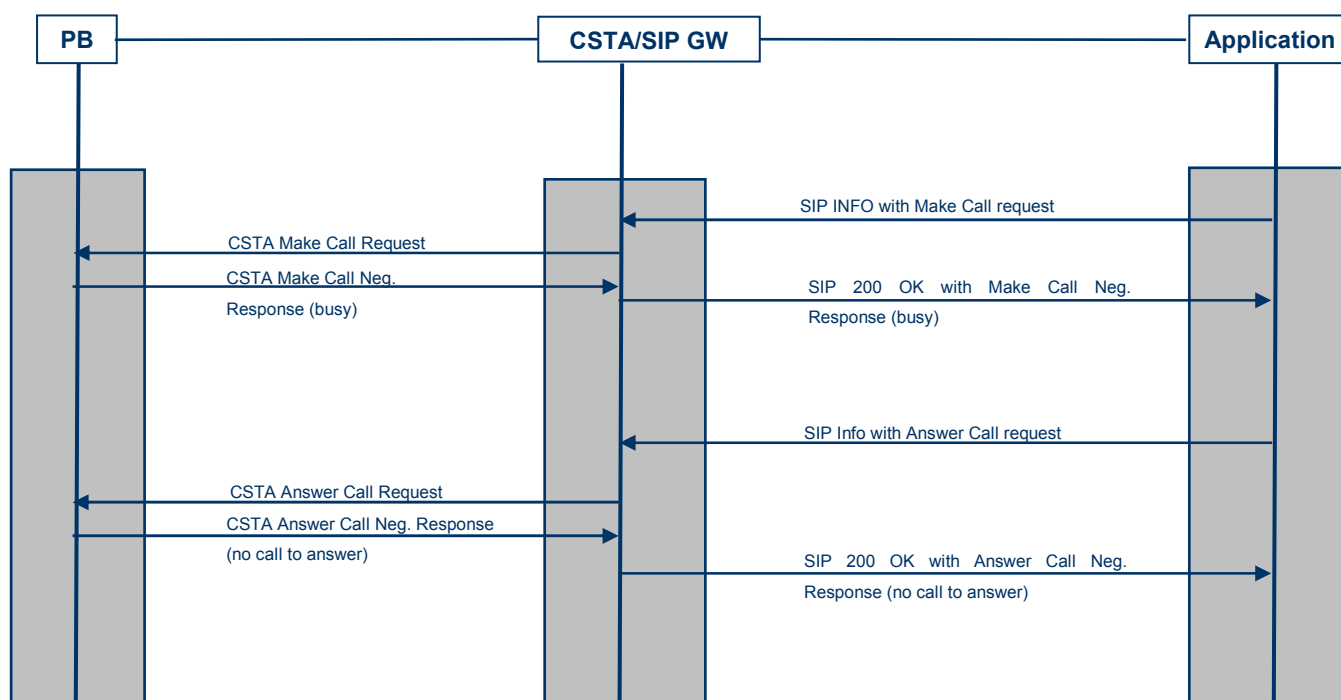 PB
CSTA/SIP GW
Application
SIP INFO with Make Call request
CSTA Make Call Request
CSTA Make Call Neg.
Response (busy)
SIP 200 OK with Make Call Neg.
Response (busy)
SIP Info with Answer Call request
CSTA Answer Call Request
CSTA Answer Call Neg. Response
(no call to answer)
SIP 200 OK with Answer Call Neg.
Response (no call to answer)